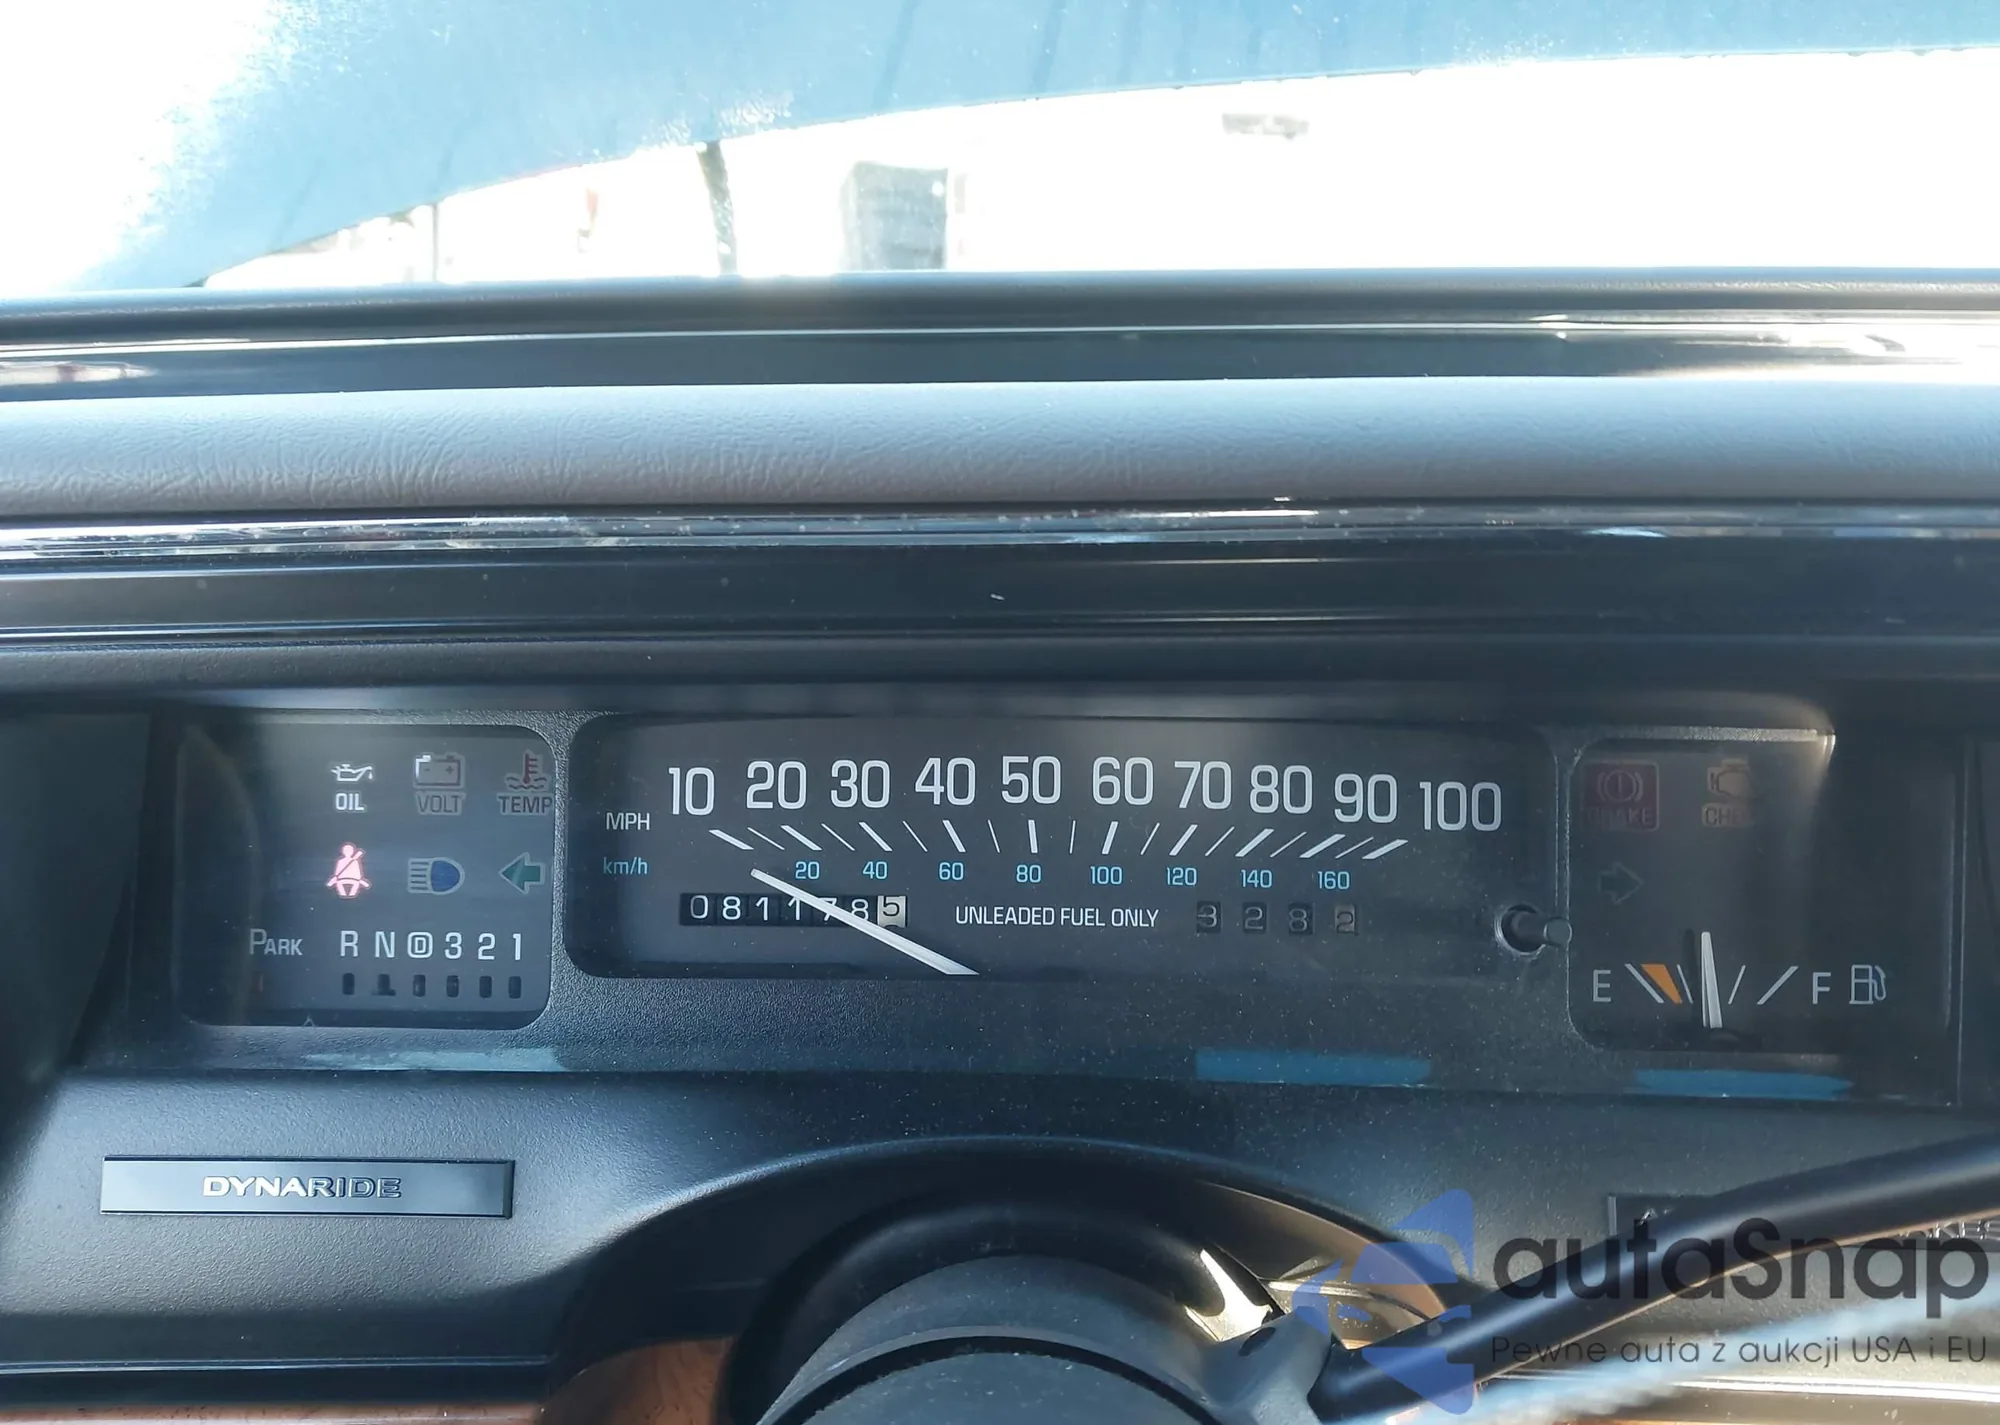 10 20 30 40 50 60 70 80 90 100
MPH
km/h 20 40 60 80 100 120 140 160
0811785
UNLEADED FUEL ONLY
3282
OIL VOLT TEMP
PARK R N D 3 2 1
BRAKE
E F
DYNARIDE
autaSnap
Pewne auta z aukcji USA i EU